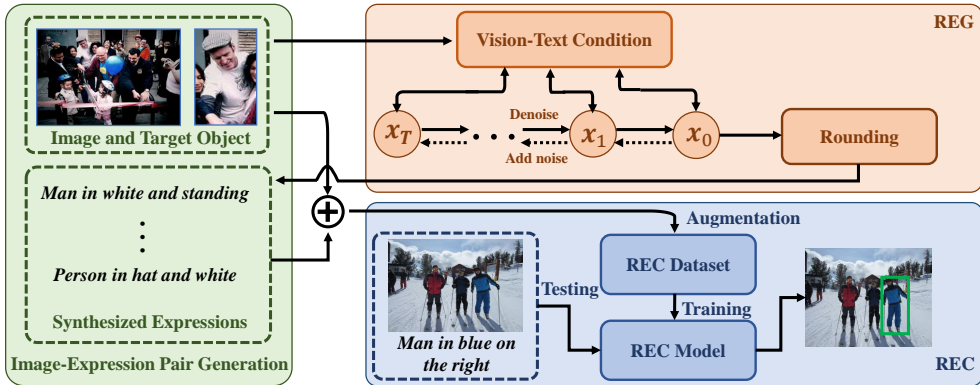 Image and Target Object
Man in white and standing
Person in hat and white
Synthesized Expressions
Image-Expression Pair Generation
REG
Vision-Text Condition
x_T
Denoise
Add noise
x_1
x_0
Rounding
Augmentation
REC Dataset
Testing
Training
REC Model
Man in blue on
the right
REC